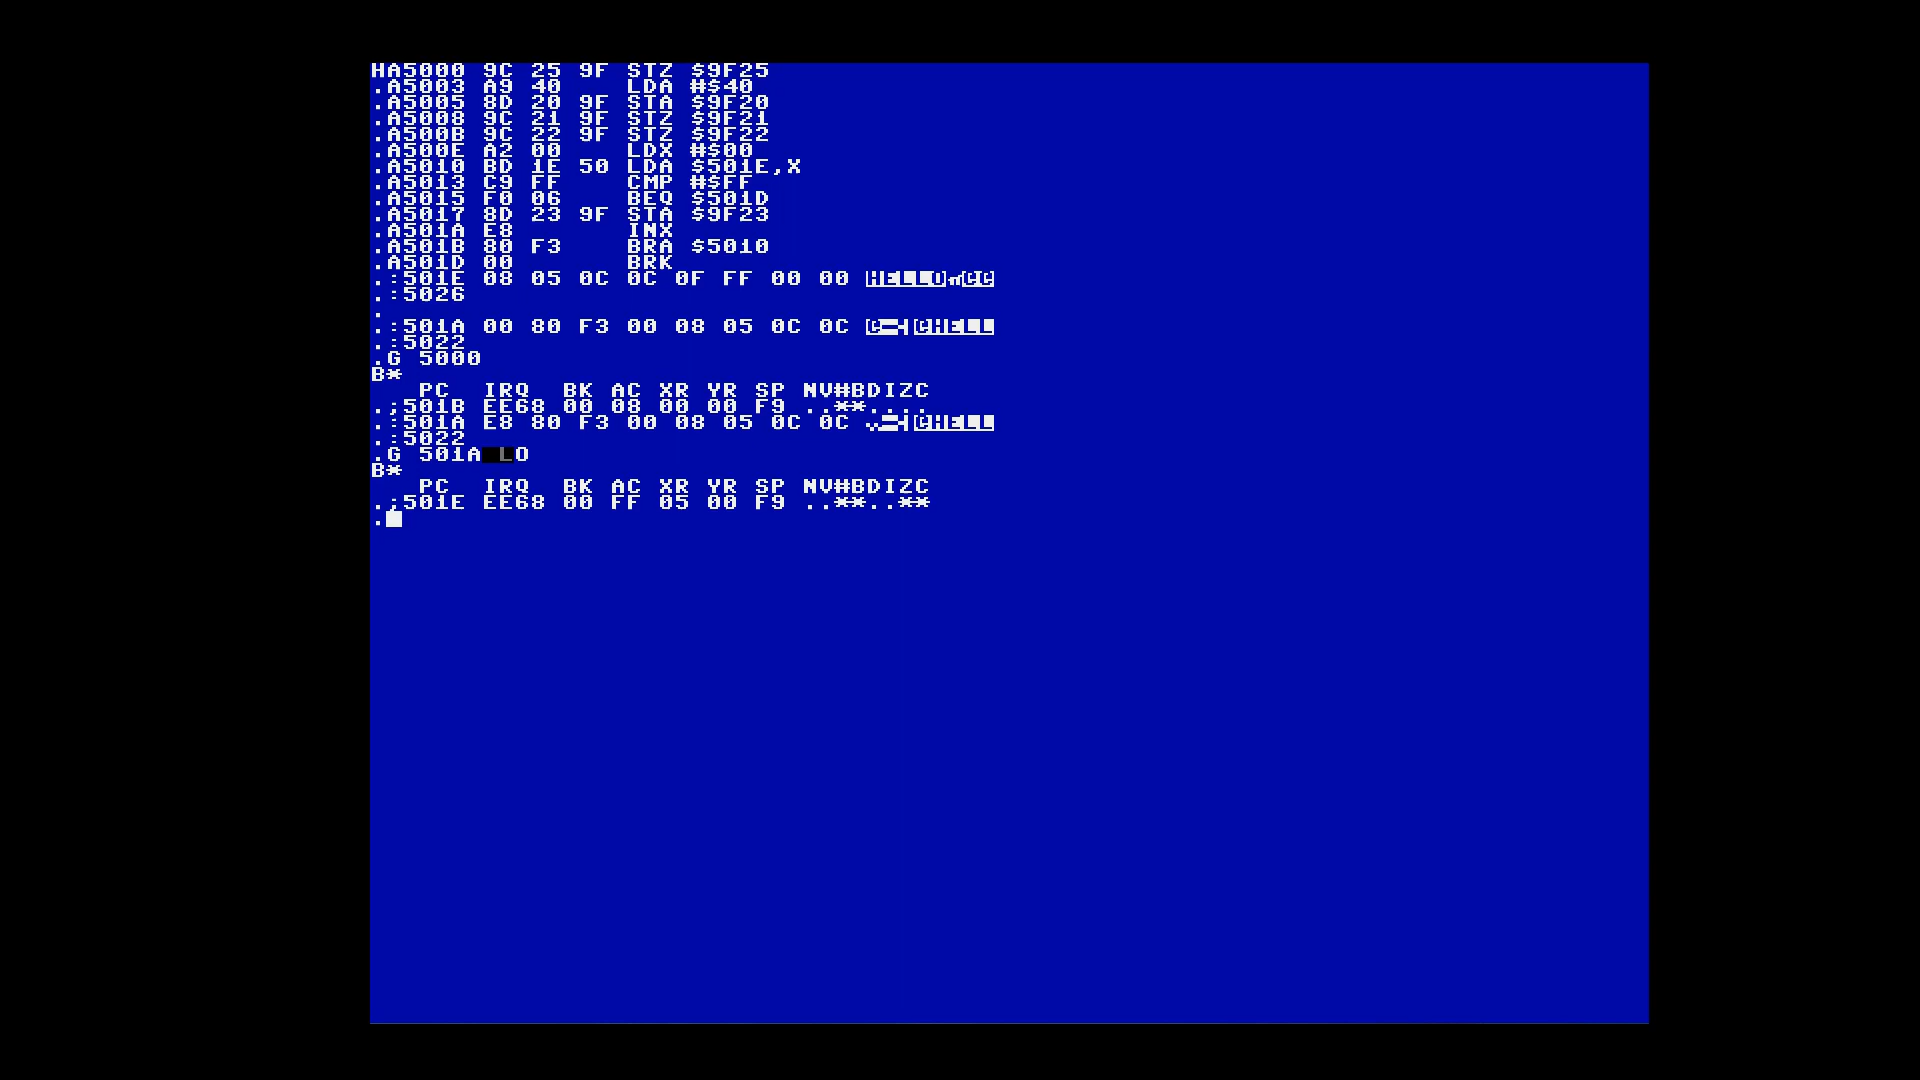 HA5000 9C 25 9F STZ $9F25
.A5003 A9 40 LDA #$40
.A5005 8D 20 9F STA $9F20
.A5008 9C 21 9F STZ $9F21
.A500B 9C 22 9F STZ $9F22
.A500E A2 00 LDX #$00
.A5010 BD 1E 50 LDA $501E,X
.A5013 C9 FF CMP #$FF
.A5015 F0 06 BEQ $501D
.A5017 8D 23 9F STA $9F23
.A501A E8 INX
.A501B 80 F3 BRA $5010
.A501D 00 BRK
.:501E 08 05 0C 0C 0F FF 00 00 HELLOπ@@
.:5026
.
.:501A 00 80 F3 00 08 05 0C 0C @HELL
.:5022
.G 5000
B*
PC IRQ BK AC XR YR SP NV#BDIZC
.;501B EE68 00 08 00 00 F9 ..**....
.:501A E8 80 F3 00 08 05 0C 0C @HELL
.:5022
.G 501A LO
B*
PC IRQ BK AC XR YR SP NV#BDIZC
.;501E EE68 00 FF 05 00 F9 ..**..**
.